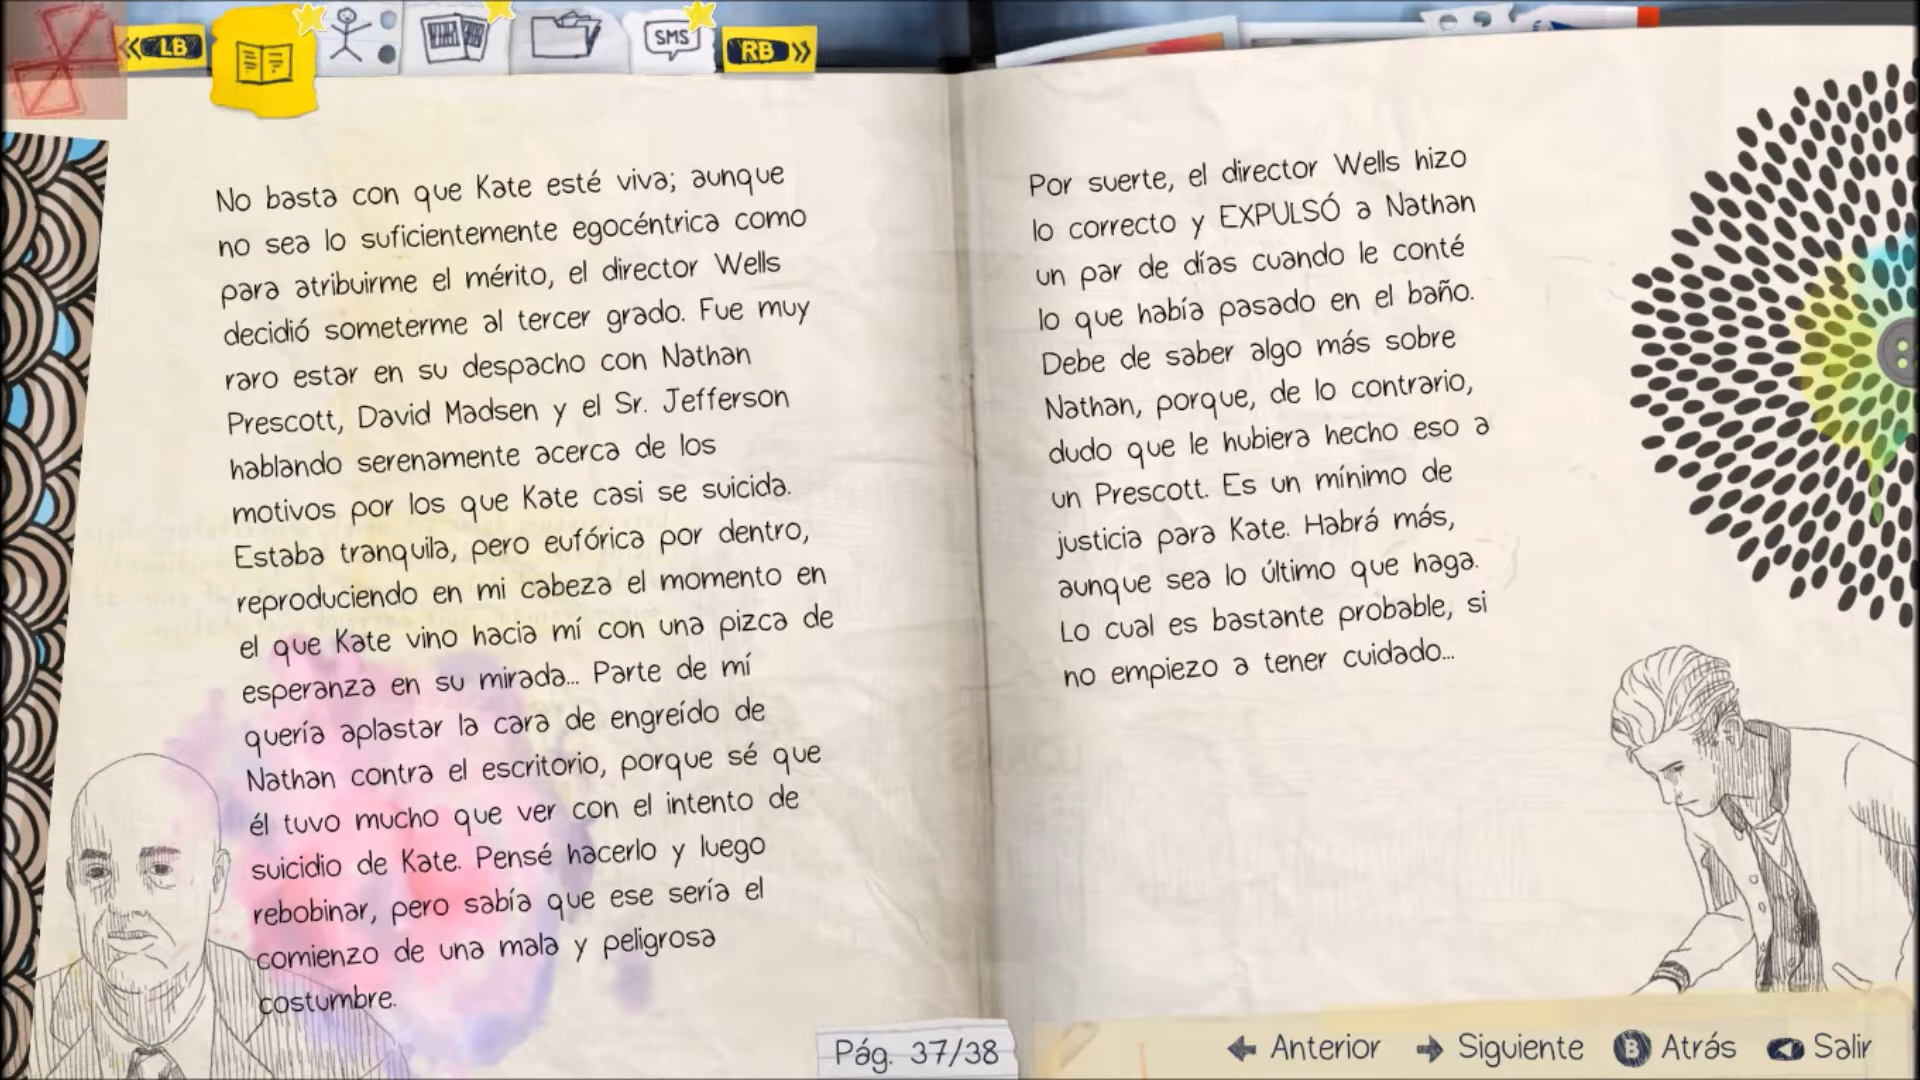 LB
SMS
RB
No basta con que Kate esté viva; aunque
no sea lo suficientemente egocéntrica como
para atribuirme el mérito, el director Wells
decidió someterme al tercer grado. Fue muy
raro estar en su despacho con Nathan
Prescott, David Madsen y el Sr. Jefferson
hablando serenamente acerca de los
motivos por los que Kate casi se suicida.
Estaba tranquila, pero eufórica por dentro,
reproduciendo en mi cabeza el momento en
el que Kate vino hacia mí con una pizca de
esperanza en su mirada... Parte de mí
quería aplastar la cara de engreído de
Nathan contra el escritorio, porque sé que
él tuvo mucho que ver con el intento de
suicidio de Kate. Pensé hacerlo y luego
rebobinar, pero sabía que ese sería el
comienzo de una mala y peligrosa
costumbre.
Por suerte, el director Wells hizo
lo correcto y EXPULSÓ a Nathan
un par de días cuando le conté
lo que había pasado en el baño.
Debe de saber algo más sobre
Nathan, porque, de lo contrario,
dudo que le hubiera hecho eso a
un Prescott. Es un mínimo de
justicia para Kate. Habrá más,
aunque sea lo último que haga.
Lo cual es bastante probable, si
no empiezo a tener cuidado...
Pág. 37/38
Anterior
Siguiente
B Atrás
Salir